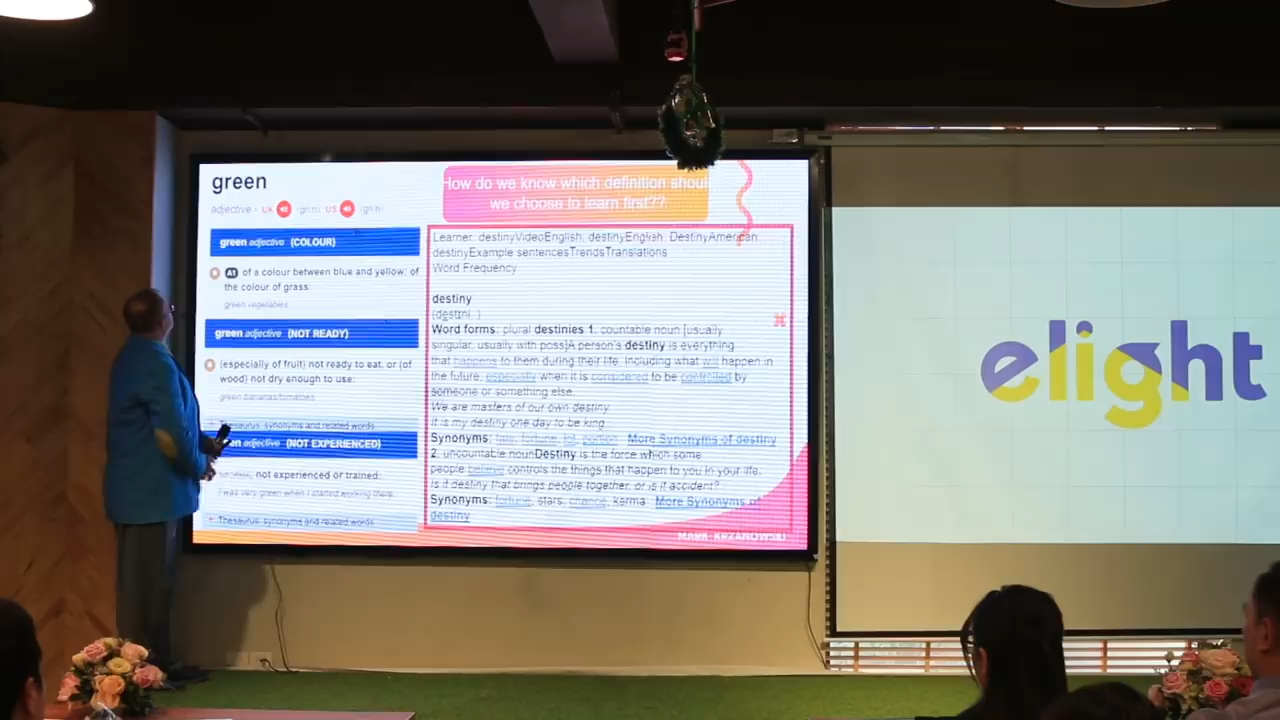 green
adjective • UK US
green adjective (COLOUR)
A1 of a colour between blue and yellow; of
the colour of grass:
green vegetables
green adjective (NOT READY)
(especially of fruit) not ready to eat, or (of
wood) not dry enough to use:
green bananas/tomatoes
Thesaurus: synonyms and related words
en adjective (NOT EXPERIENCED)
not experienced or trained:
I was very green when I started working there.
+ Thesaurus: synonyms and related words
How do we know which definition shoul
we choose to learn first??
Learner: destinyVideoEnglish: destinyEnglish: DestinyAmerican:
destinyExample sentencesTrendsTranslations
Word Frequency
destiny
Word forms: plural destinies 1. countable noun [usually
singular, usually with poss]A person's destiny is everything
that happens to them during their life, including what will happen in
the future, especially when it is considered to be controlled by
someone or something else.
We are masters of our own destiny.
It is my destiny one day to be king.
Synonyms: fate, fortune, lot, portion More Synonyms of destiny
2. uncountable nounDestiny is the force which some
people believe controls the things that happen to you in your life.
Is it destiny that brings people together, or is it accident?
Synonyms: fortune, stars, chance, karma More Synonyms of
destiny
MARK KRZANOWSKI
elight